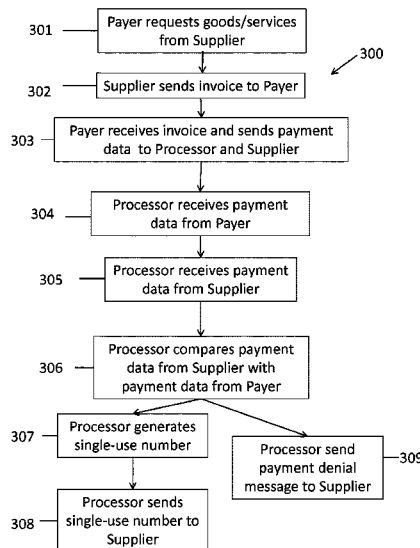 301
Payer requests goods/services
from Supplier
300
302
Supplier sends invoice to Payer
303
Payer receives invoice and sends payment
data to Processor and Supplier
304
Processor receives payment
data from Payer
305
Processor receives payment
data from Supplier
306
Processor compares payment
data from Supplier with
payment data from Payer
307
Processor generates
single-use number
Processor send
payment denial
message to Supplier
309
308
Processor sends
single-use number to
Supplier